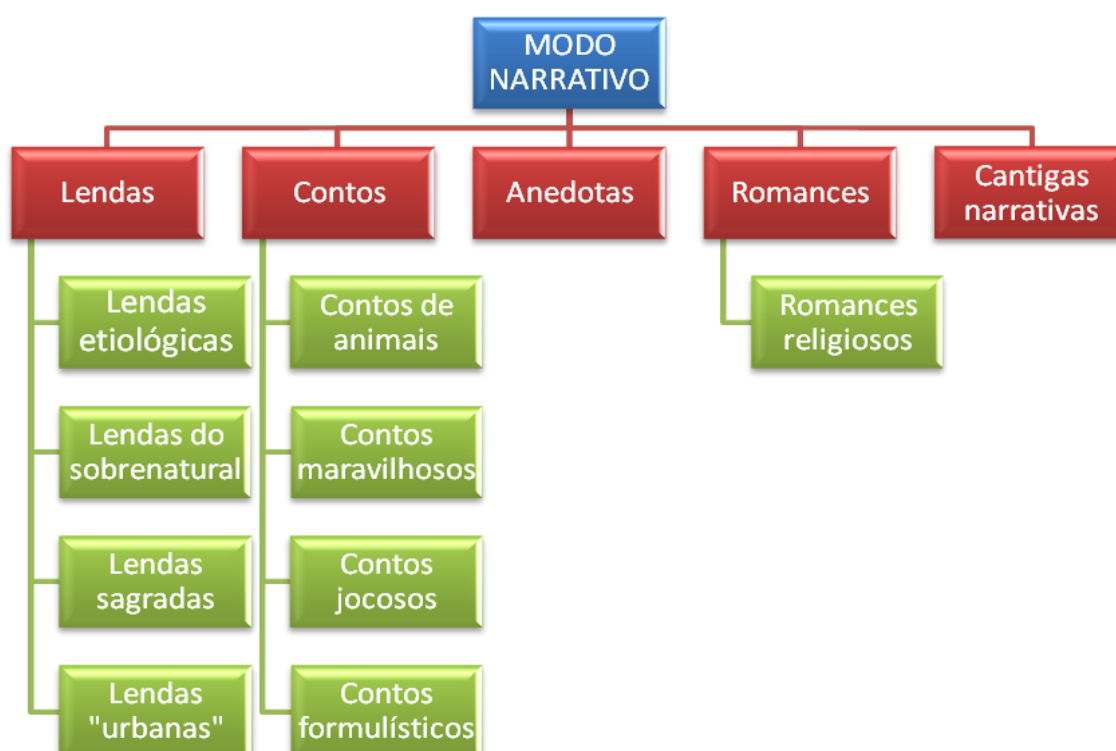 MODO
NARRATIVO
Lendas
Contos
Anedotas
Romances
Cantigas
narrativas
Lendas
etiológicas
Lendas do
sobrenatural
Lendas
sagradas
Lendas
"urbanas"
Contos de
animais
Contos
maravilhosos
Contos
jocosos
Contos
formulísticos
Romances
religiosos